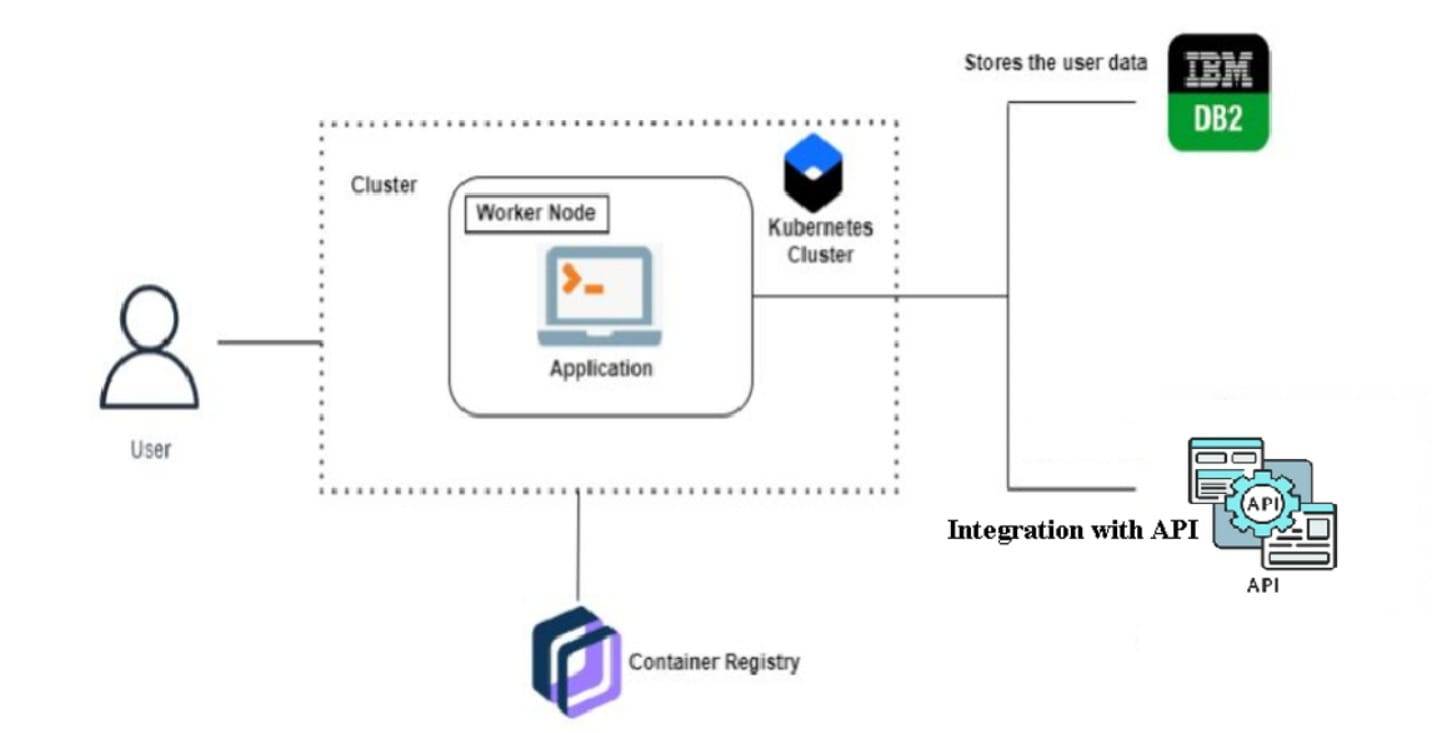 Stores the user data
IBM
DB2
Cluster
Worker Node
Kubernetes
Cluster
>_
Application
User
Integration with API
API
API
Container Registry